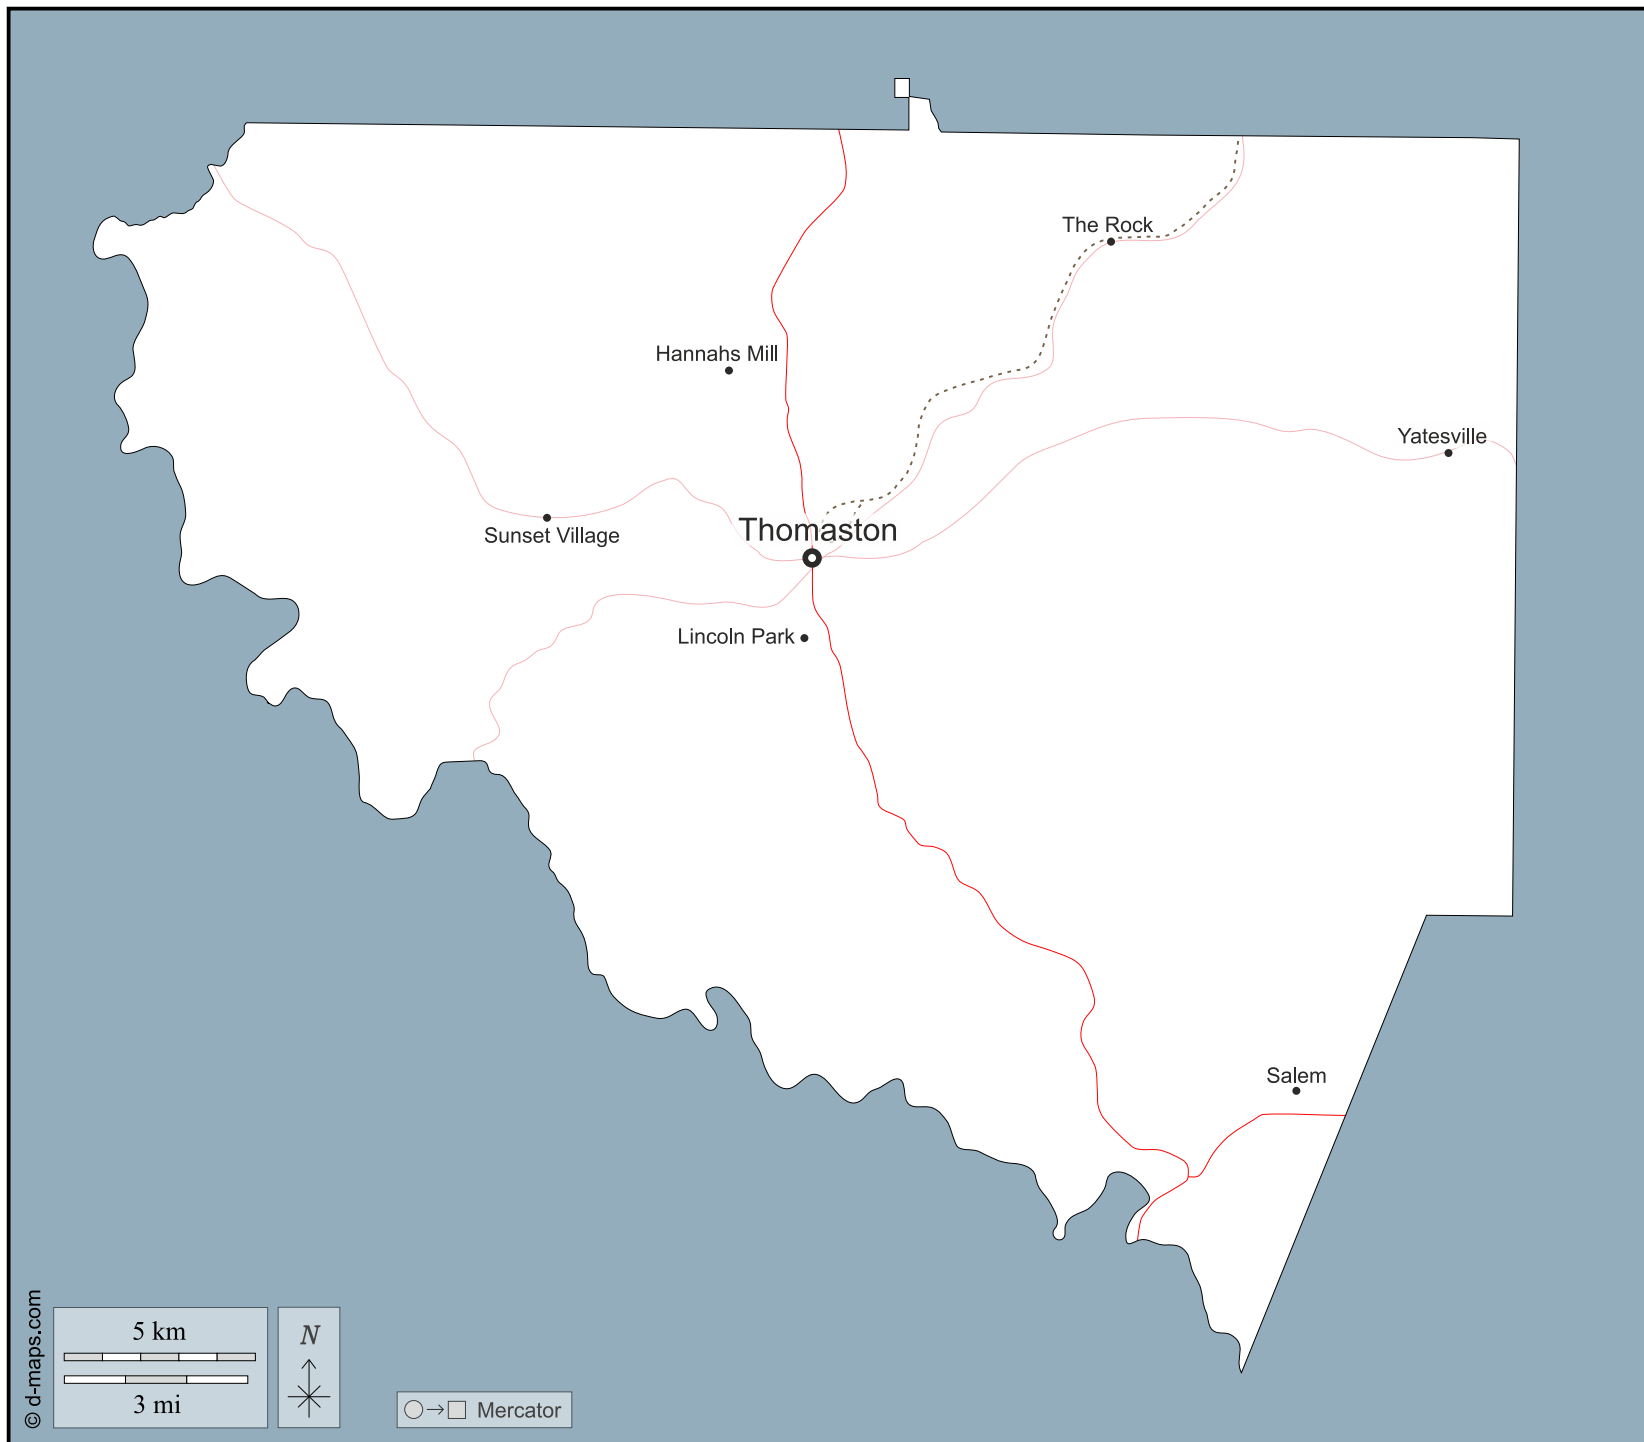 The Rock
Hannahs Mill
Yatesville
Thomaston
Sunset Village
Lincoln Park
Salem
© d-maps.com
5 km
3 mi
N
Mercator